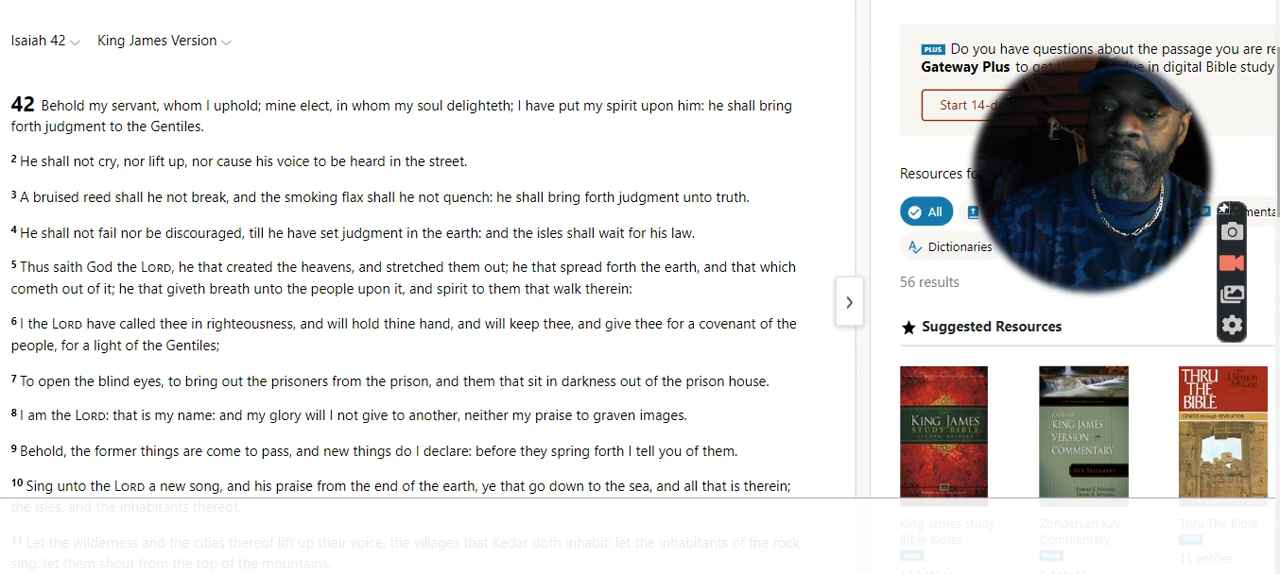 Isaiah 42 King James Version
42 Behold my servant, whom I uphold; mine elect, in whom my soul delighteth; I have put my spirit upon him: he shall bring
forth judgment to the Gentiles.
2 He shall not cry, nor lift up, nor cause his voice to be heard in the street.
3 A bruised reed shall he not break, and the smoking flax shall he not quench: he shall bring forth judgment unto truth.
4 He shall not fail nor be discouraged, till he have set judgment in the earth: and the isles shall wait for his law.
5 Thus saith God the LORD, he that created the heavens, and stretched them out; he that spread forth the earth, and that which
cometh out of it; he that giveth breath unto the people upon it, and spirit to them that walk therein:
6 I the LORD have called thee in righteousness, and will hold thine hand, and will keep thee, and give thee for a covenant of the
people, for a light of the Gentiles;
7 To open the blind eyes, to bring out the prisoners from the prison, and them that sit in darkness out of the prison house.
8 I am the LORD: that is my name: and my glory will I not give to another, neither my praise to graven images.
9 Behold, the former things are come to pass, and new things do I declare: before they spring forth I tell you of them.
10 Sing unto the LORD a new song, and his praise from the end of the earth, ye that go down to the sea, and all that is therein;
the isles, and the inhabitants thereof.
11 Let the wilderness and the cities thereof lift up their voice, the villages that Kedar doth inhabit: let the inhabitants of the rock
sing, let them shout from the top of the mountains.
PLUS Do you have questions about the passage you are re
Gateway Plus to in digital Bible study
Start 14-d
Resources fo
All
Dictionaries
56 results
Suggested Resources
KING JAMES
STUDY BIBLE
SECOND EDITION
KING JAMES
VERSION
COMMENTARY
THRU
THE
BIBLE
GENESIS through REVELATION
King James Study
Bible Notes
PLUS
Zondervan KJV
Commentary
PLUS
Thru The Bible
PLUS
11 entries